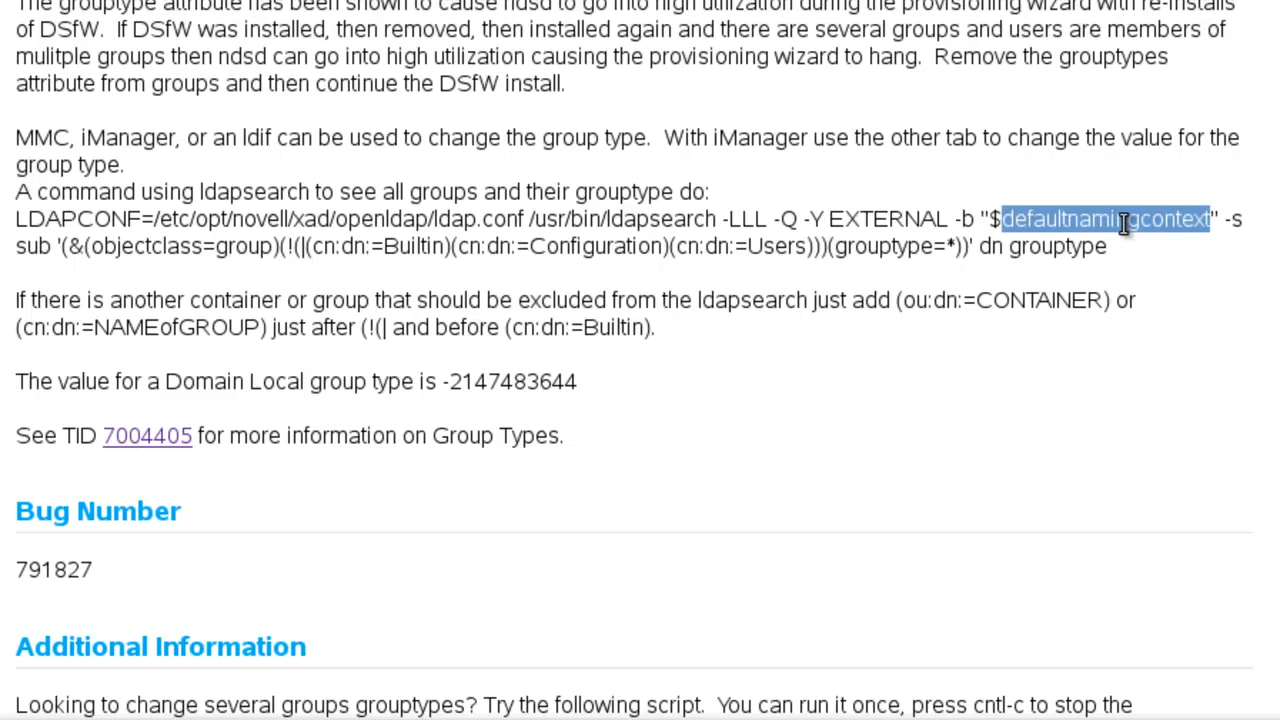 The grouptype attribute has been shown to cause ndsd to go into high utilization during the provisioning wizard with re-installs
of DSfW.  If DSfW was installed, then removed, then installed again and there are several groups and users are members of
mulitple groups then ndsd can go into high utilization causing the provisioning wizard to hang.  Remove the grouptypes
attribute from groups and then continue the DSfW install.
MMC, iManager, or an ldif can be used to change the group type.  With iManager use the other tab to change the value for the
group type.
A command using ldapsearch to see all groups and their grouptype do:
LDAPCONF=/etc/opt/novell/xad/openldap/ldap.conf /usr/bin/ldapsearch -LLL -Q -Y EXTERNAL -b "$defaultnamingcontext" -s
sub '(&(objectclass=group)(!(|(cn:dn:=Builtin)(cn:dn:=Configuration)(cn:dn:=Users)))(grouptype=*))' dn grouptype
If there is another container or group that should be excluded from the ldapsearch just add (ou:dn:=CONTAINER) or
(cn:dn:=NAMEofGROUP) just after (!(| and before (cn:dn:=Builtin).
The value for a Domain Local group type is -2147483644
See TID 7004405 for more information on Group Types.
Bug Number
791827
Additional Information
Looking to change several groups grouptypes? Try the following script.  You can run it once, press cntl-c to stop the